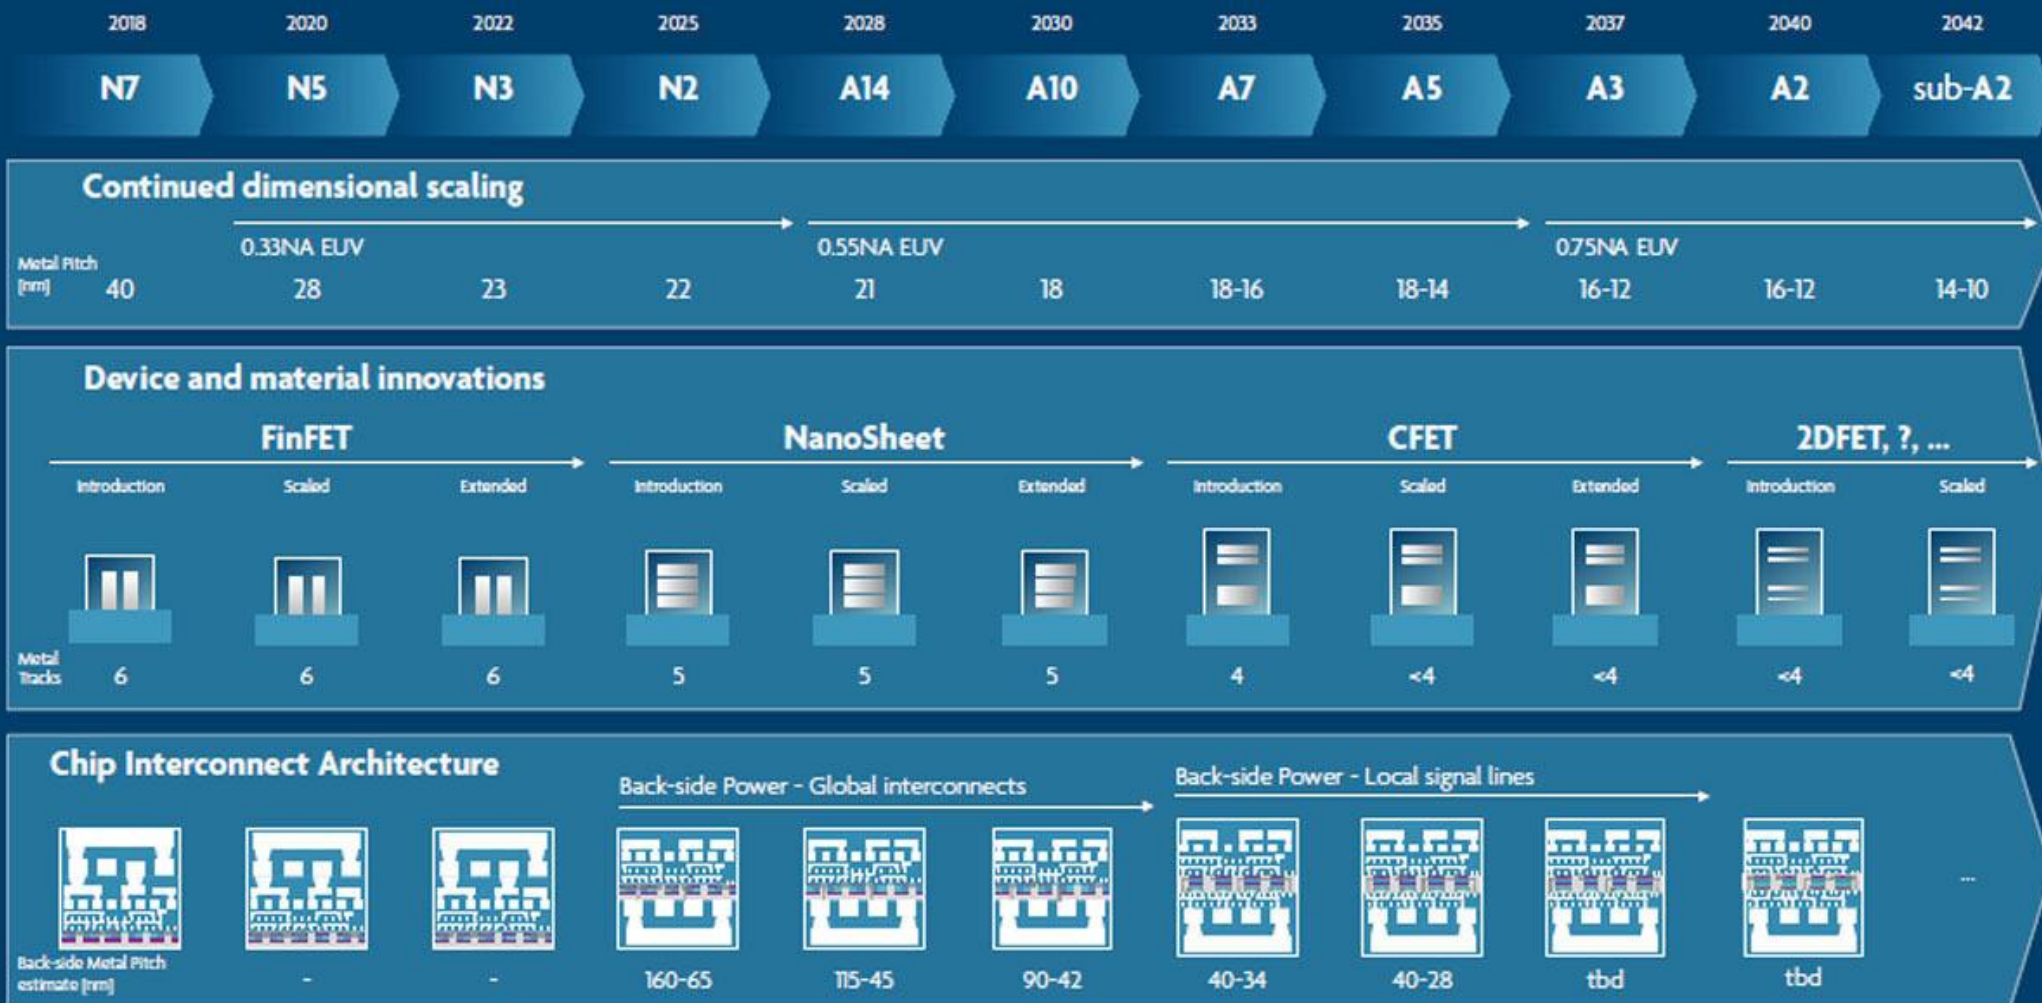 2018 2020 2022 2025 2028 2030 2033 2035 2037 2040 2042
N7 N5 N3 N2 A14 A10 A7 A5 A3 A2 sub-A2
Continued dimensional scaling
0.33NA EUV 0.55NA EUV 0.75NA EUV
Metal Pitch
[nm] 40 28 23 22 21 18 18-16 18-14 16-12 16-12 14-10
Device and material innovations
FinFET NanoSheet CFET 2DFET, ?, ...
Introduction Scaled Extended Introduction Scaled Extended Introduction Scaled Extended Introduction Scaled
Metal
Tracks 6 6 6 5 5 5 4 <4 <4 <4 <4
Chip Interconnect Architecture
Back-side Power - Global interconnects Back-side Power - Local signal lines
...
Back-side Metal Pitch
estimate [nm] - - 160-65 115-45 90-42 40-34 40-28 tbd tbd